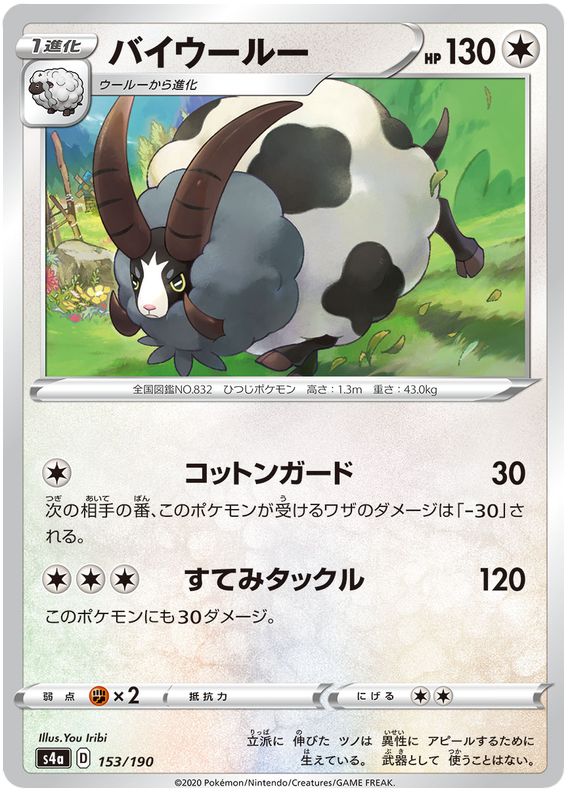 1進化
バイウールー
HP 130
ウールーから進化
全国図鑑NO.832 ひつじポケモン 高さ:1.3m 重さ:43.0kg
コットンガード 30
次の相手の番、このポケモンが受けるワザのダメージは「-30」さ
れる。
すてみタックル 120
このポケモンにも30ダメージ。
弱点 ×2 抵抗力 にげる
Illus.You Iribi
立派に 伸びた ツノは 異性に アピールするために
生えている。 武器として 使うことはない。
s4a D 153/190
©2020 Pokémon/Nintendo/Creatures/GAME FREAK.